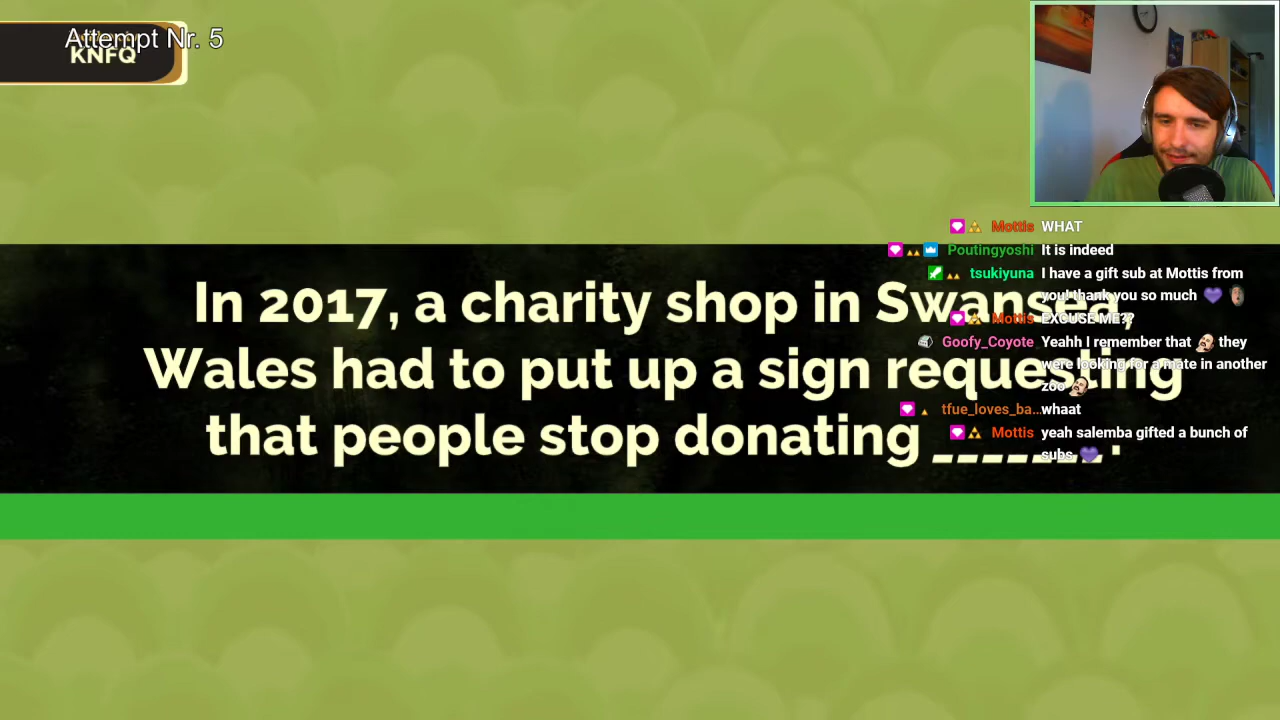 Attempt Nr. 5
KNFQ
In 2017, a charity shop in Swansea,
Wales had to put up a sign requesting
that people stop donating _______.
Mottis WHAT
Poutingyoshi It is indeed
tsukiyuna I have a gift sub at Mottis from
you! thank you so much
Mottis EXCUSE ME??
Goofy_Coyote Yeahh I remember that they
were looking for a mate in another
zoo
tfue_loves_ba... whaat
Mottis yeah salemba gifted a bunch of
subs